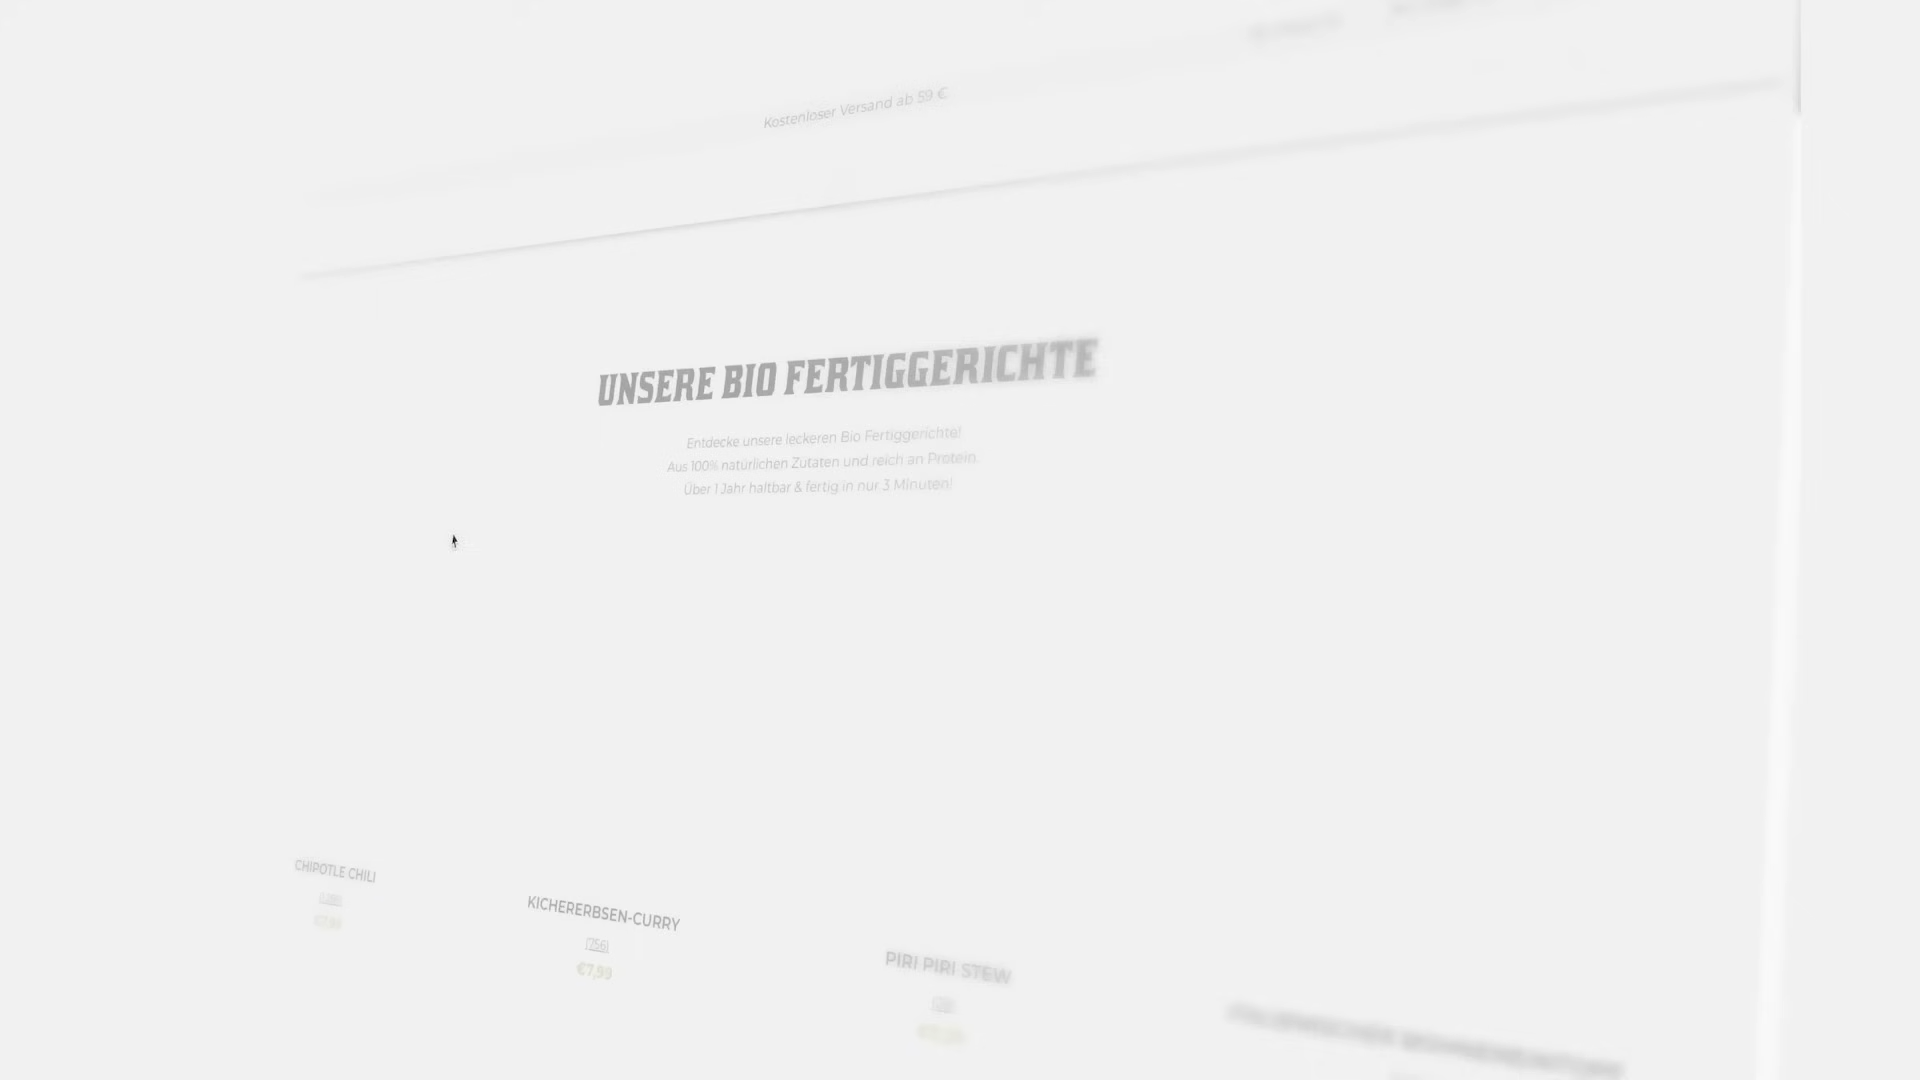 Kostenloser Versand ab 59 €
UNSERE BIO FERTIGGERICHTE
Entdecke unsere leckeren Bio Fertiggerichte!
Aus 100% natürlichen Zutaten und reich an Protein.
Über 1 Jahr haltbar & fertig in nur 3 Minuten!
CHIPOTLE CHILI
KICHERERBSEN-CURRY
(756)
€7,99
PIRI PIRI STEW